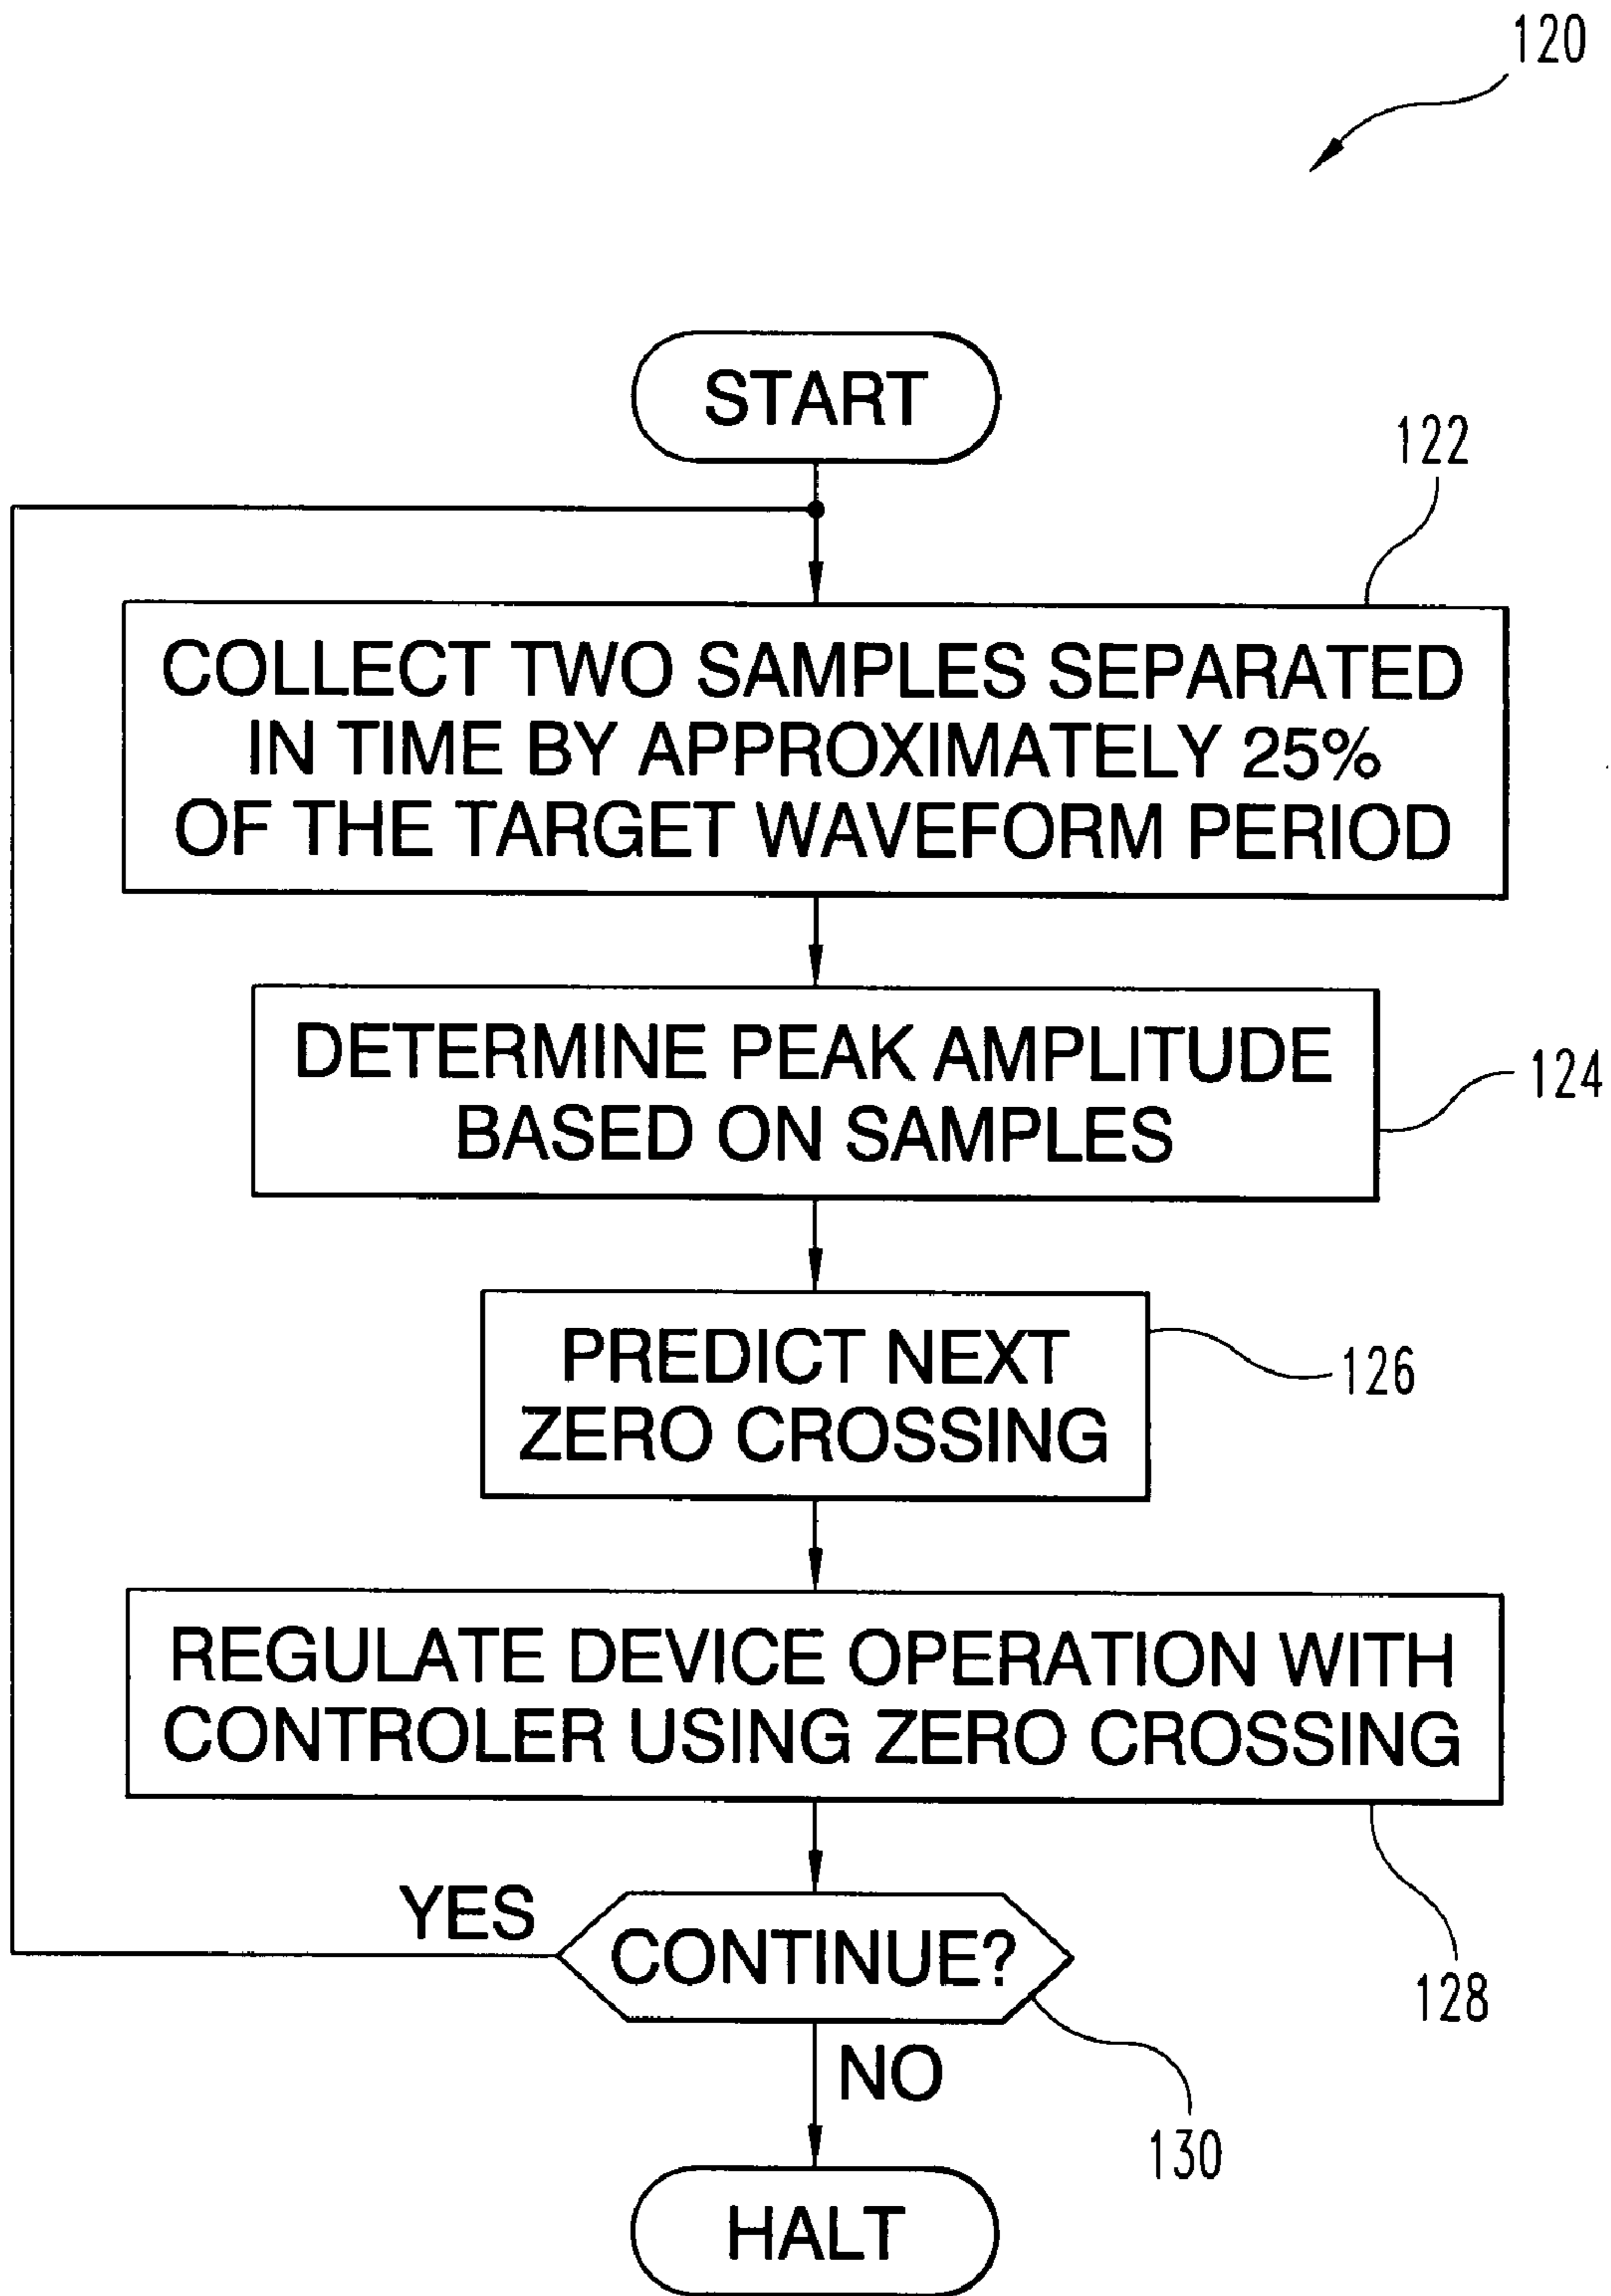 120
START
122
COLLECT TWO SAMPLES SEPARATED
IN TIME BY APPROXIMATELY 25%
OF THE TARGET WAVEFORM PERIOD
DETERMINE PEAK AMPLITUDE
BASED ON SAMPLES
124
PREDICT NEXT
ZERO CROSSING
126
REGULATE DEVICE OPERATION WITH
CONTROLER USING ZERO CROSSING
128
YES
CONTINUE?
130
NO
HALT